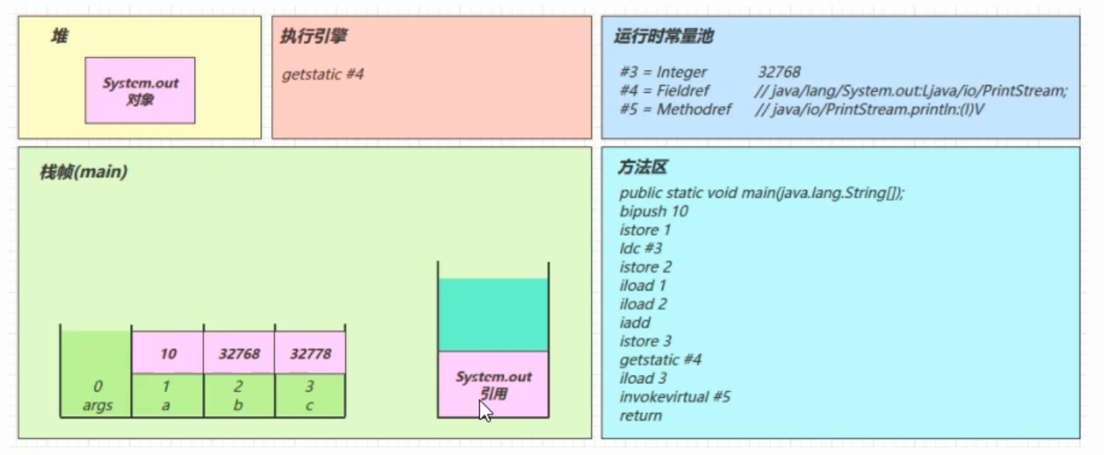 堆
System.out
对象
执行引擎
getstatic #4
运行时常量池
#3 = Integer 32768
#4 = Fieldref // java/lang/System.out:Ljava/io/PrintStream;
#5 = Methodref // java/io/PrintStream.println:(I)V
栈帧(main)
10 32768 32778
0 1 2 3
args a b c
System.out
引用
方法区
public static void main(java.lang.String[]);
bipush 10
istore 1
ldc #3
istore 2
iload 1
iload 2
iadd
istore 3
getstatic #4
iload 3
invokevirtual #5
return